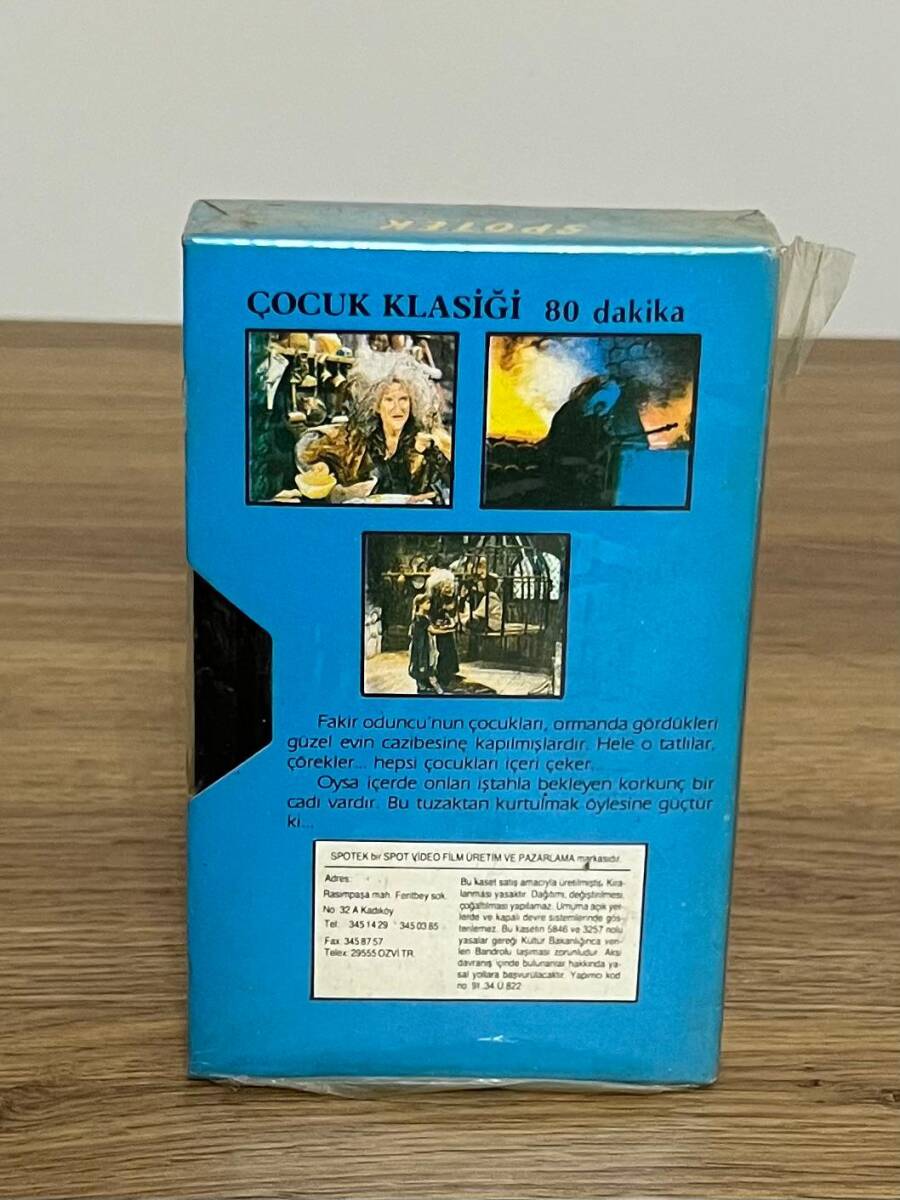 SPOTEK
ÇOCUK KLASİĞİ 80 dakika
Fakir oduncu'nun çocukları, ormanda gördükleri
güzel evin cazibesine kapılmışlardır. Hele o tatlılar,
çörekler... hepsi çocukları içeri çeker...
Oysa içerde onları iştahla bekleyen korkunç bir
cadı vardır. Bu tuzaktan kurtulmak öylesine güçtür
ki...
SPOTEK bir SPOT VİDEO FİLM ÜRETİM VE PAZARLAMA markasıdır.
Adres:
Rasimpaşa mah. Feritbey sok.
No: 32 A Kadıköy
Tel: 345 14 29 345 03 65
Fax: 345 87 57
Telex: 29555 OZVİ TR.
Bu kaset satış amacıyla üretilmiştir. Kira-
lanması yasaktır. Dağıtımı, değiştirilmesi,
çoğaltılması yapılamaz. Umuma açık yer-
lerde ve kapalı devre sistemlerinde gös-
terilemez. Bu kasetin 5846 ve 3257 nolu
yasalar gereği Kültür Bakanlığınca veri-
len Bandrolu taşıması zorunludur. Aksi
davranış içinde bulunanlar hakkında ya-
sal yollara başvurulacaktır. Yapımcı kod
no: 91.34.Ü.822